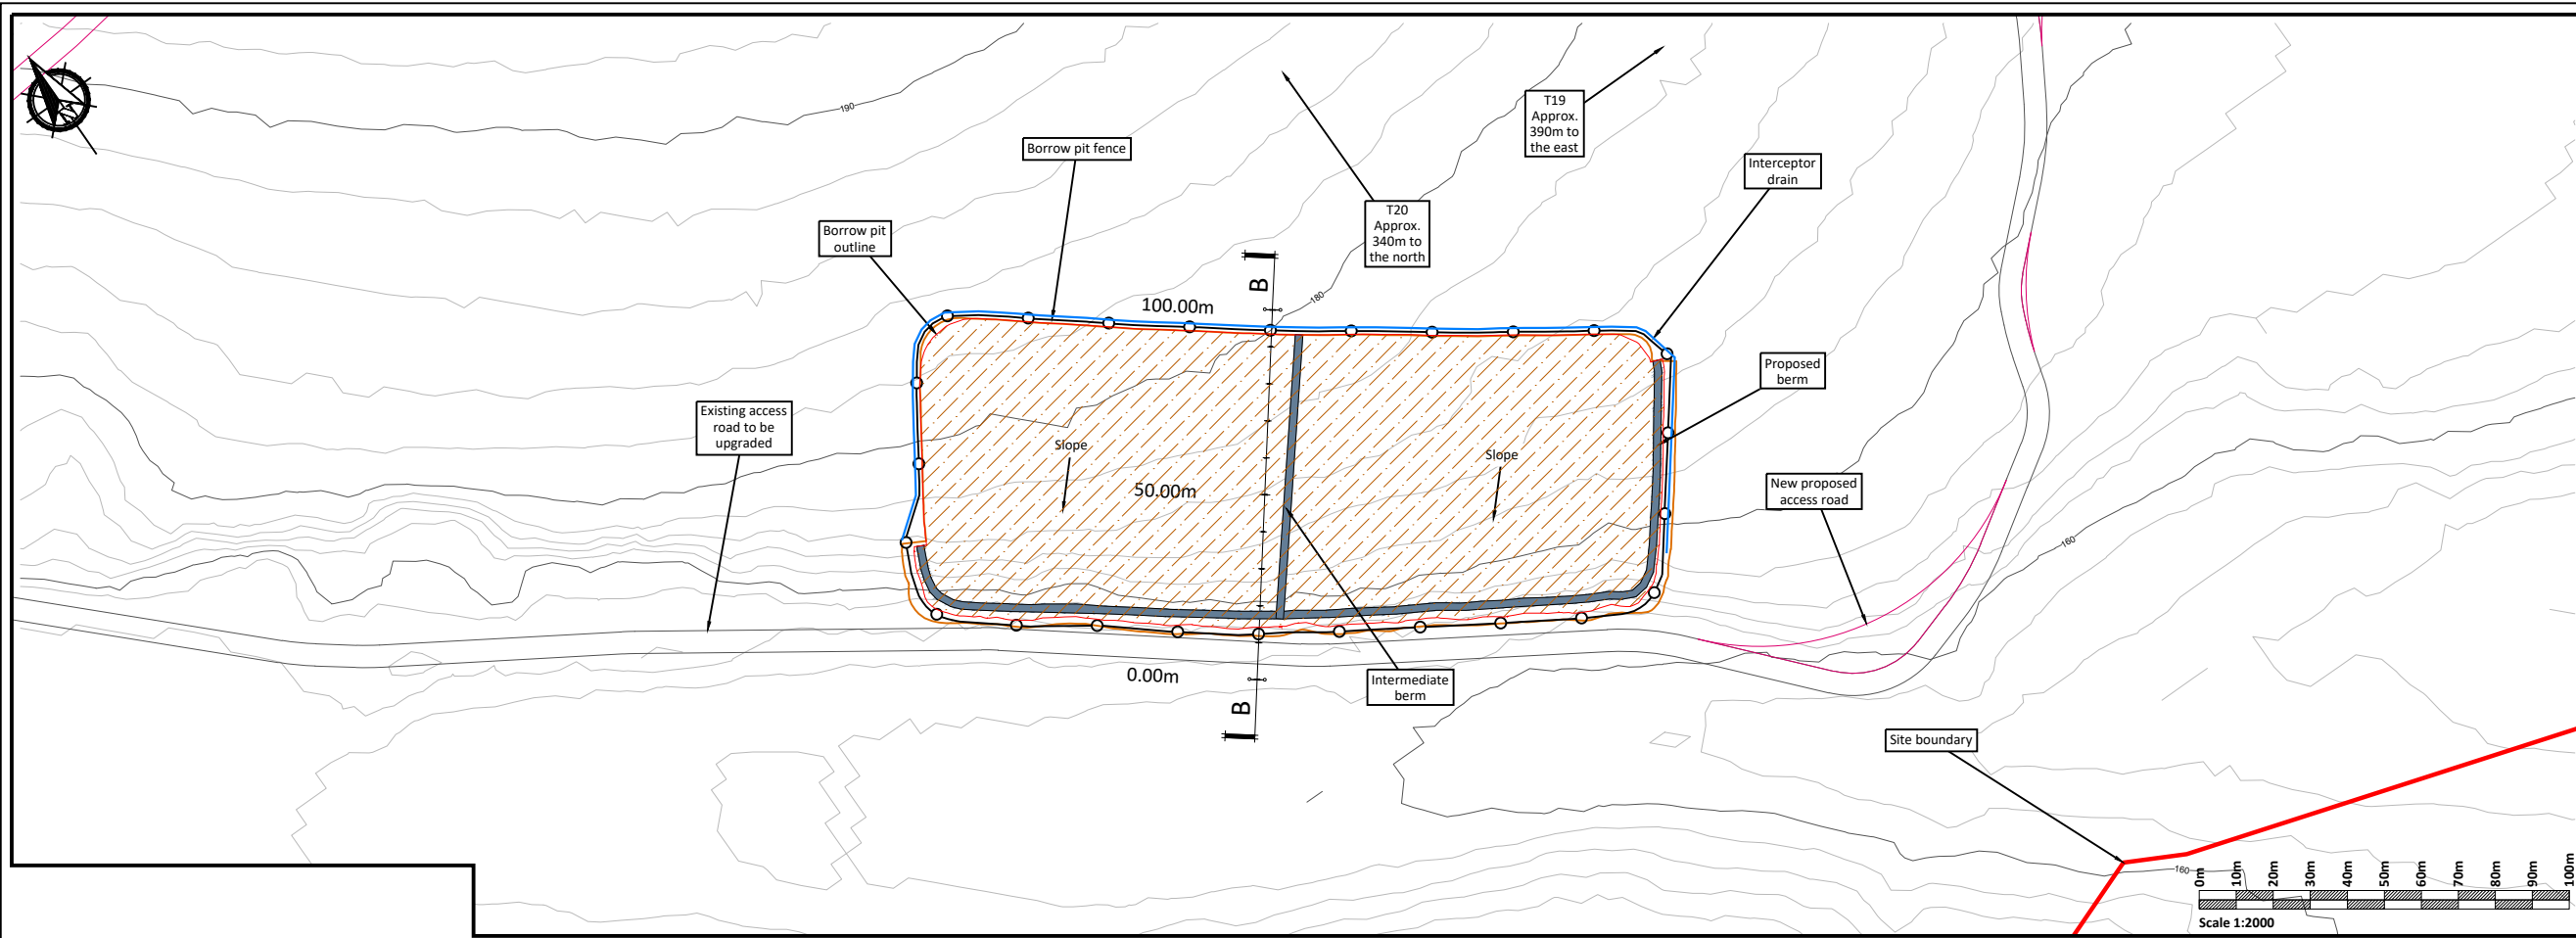 190
T19
Approx.
390m to
the east
Borrow pit fence
Interceptor
drain
T20
Approx.
340m to
the north
Borrow pit
outline
B
180
100.00m
Proposed
berm
Existing access
road to be
upgraded
Slope
Slope
50.00m
New proposed
access road
160
0.00m
Intermediate
berm
B
Site boundary
160
0m
10m
20m
30m
40m
50m
60m
70m
80m
90m
100m
Scale 1:2000